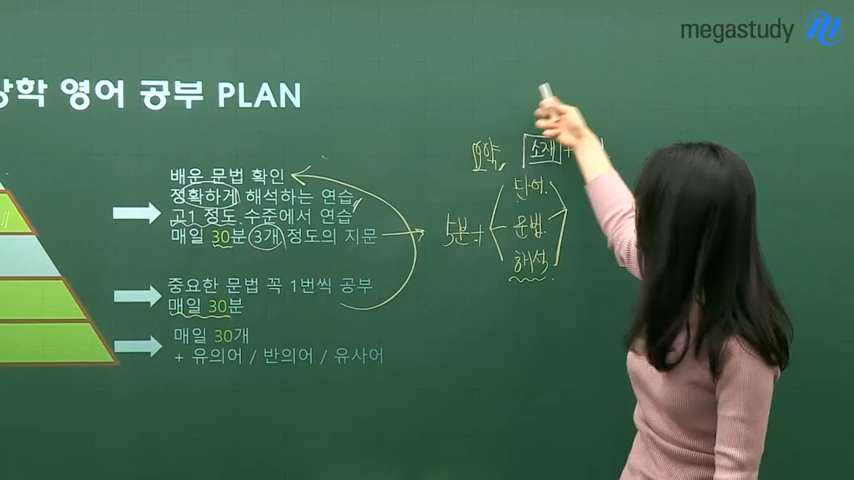 megastudy
상학 영어 공부 PLAN
배운 문법 확인
정확하게 해석하는 연습
고1 정도 수준에서 연습
매일 30분 3개 정도의 지문
중요한 문법 꼭 1번씩 공부
매일 30분
매일 30개
+ 유의어 / 반의어 / 유사어
요약, 소재+
단어
5분+ 문법
해석